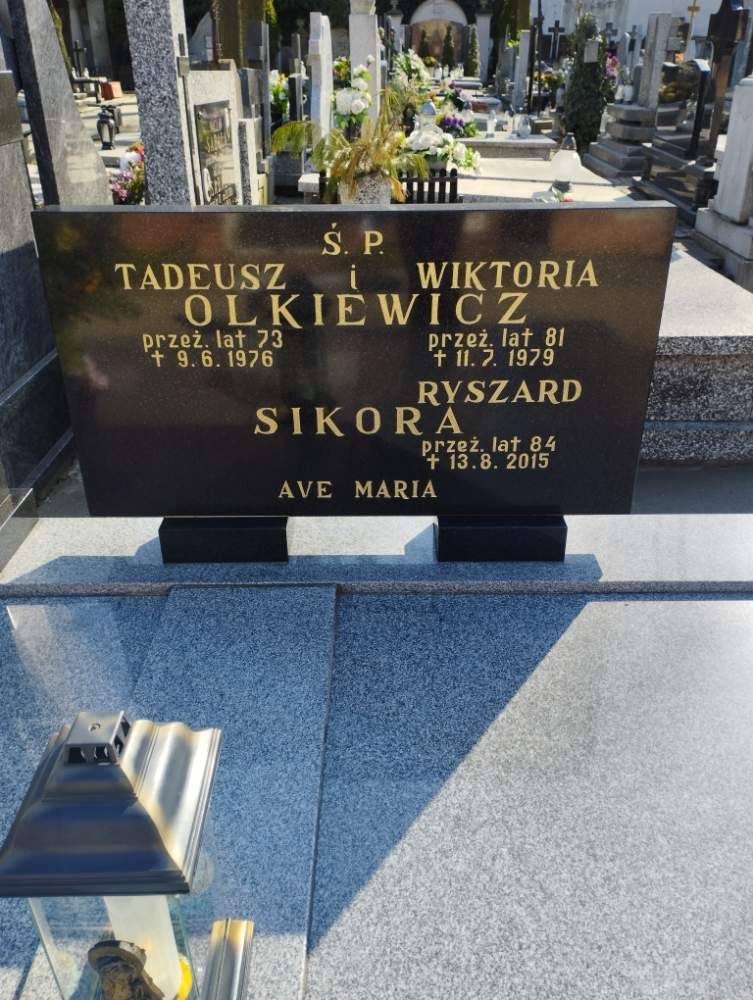 Ś. P.
TADEUSZ i WIKTORIA
OLKIEWICZ
przeż. lat 73 przeż. lat 81
† 9. 6. 1976 † 11. 7. 1979
RYSZARD
SIKORA
przeż. lat 84
† 13. 8. 2015
AVE MARIA